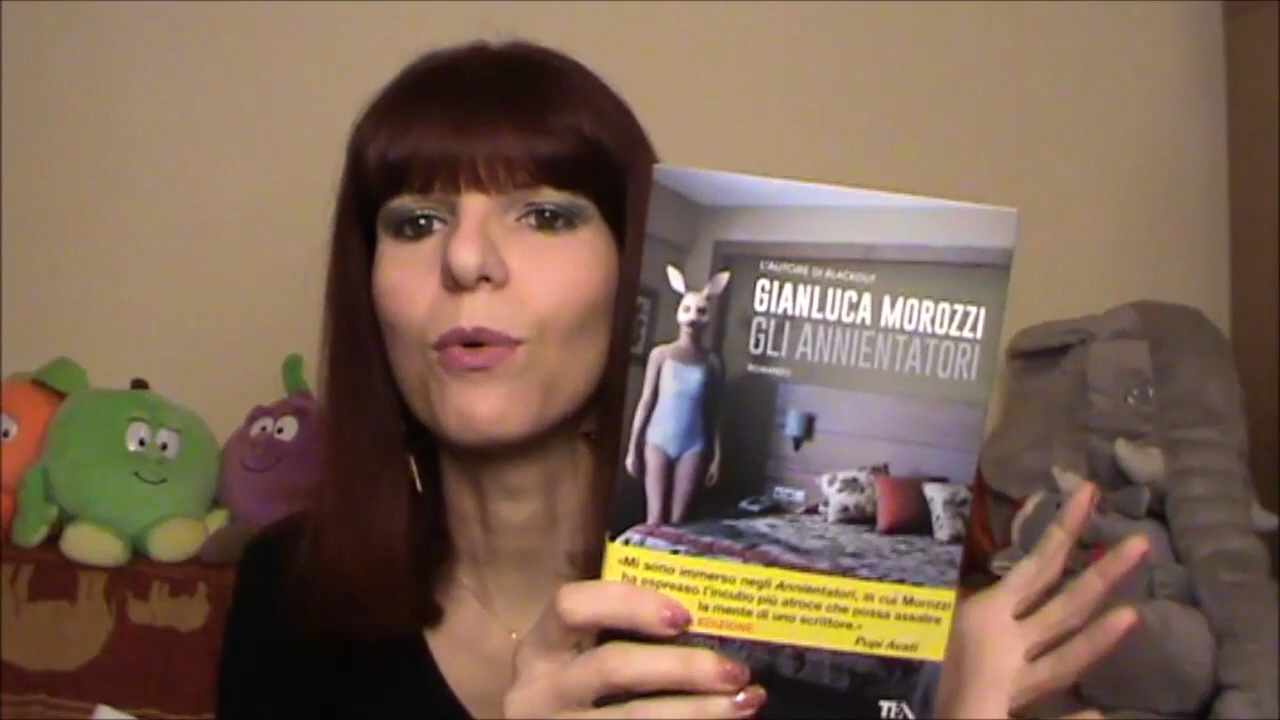 L'AUTORE DI BLACKOUT
GIANLUCA MOROZZI
GLI ANNIENTATORI
ROMANZO
«Mi sono immerso negli Annientatori, in cui Morozzi
ha espresso l'incubo più atroce che possa assalire
la mente di uno scrittore.»
EDIZIONE
Pupi Avati
TEA